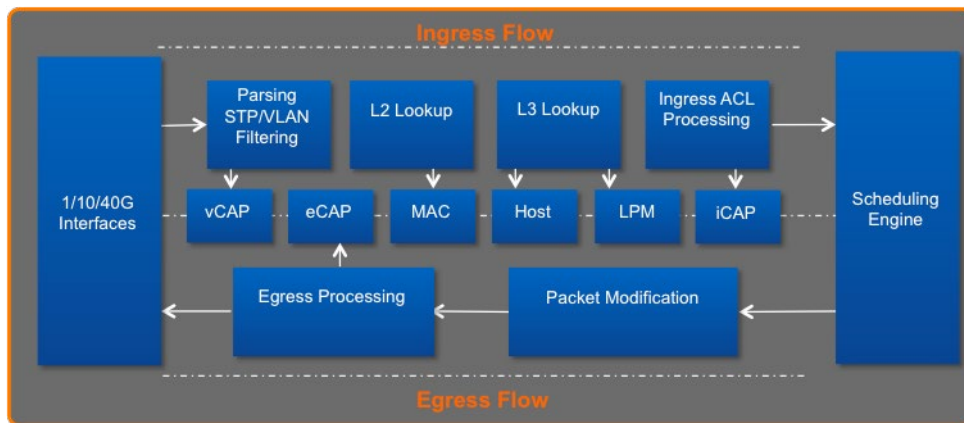 Ingress Flow
1/10/40G
Interfaces
Parsing
STP/VLAN
Filtering
L2 Lookup
L3 Lookup
Ingress ACL
Processing
Scheduling
Engine
vCAP
eCAP
MAC
Host
LPM
iCAP
Egress Processing
Packet Modification
Egress Flow